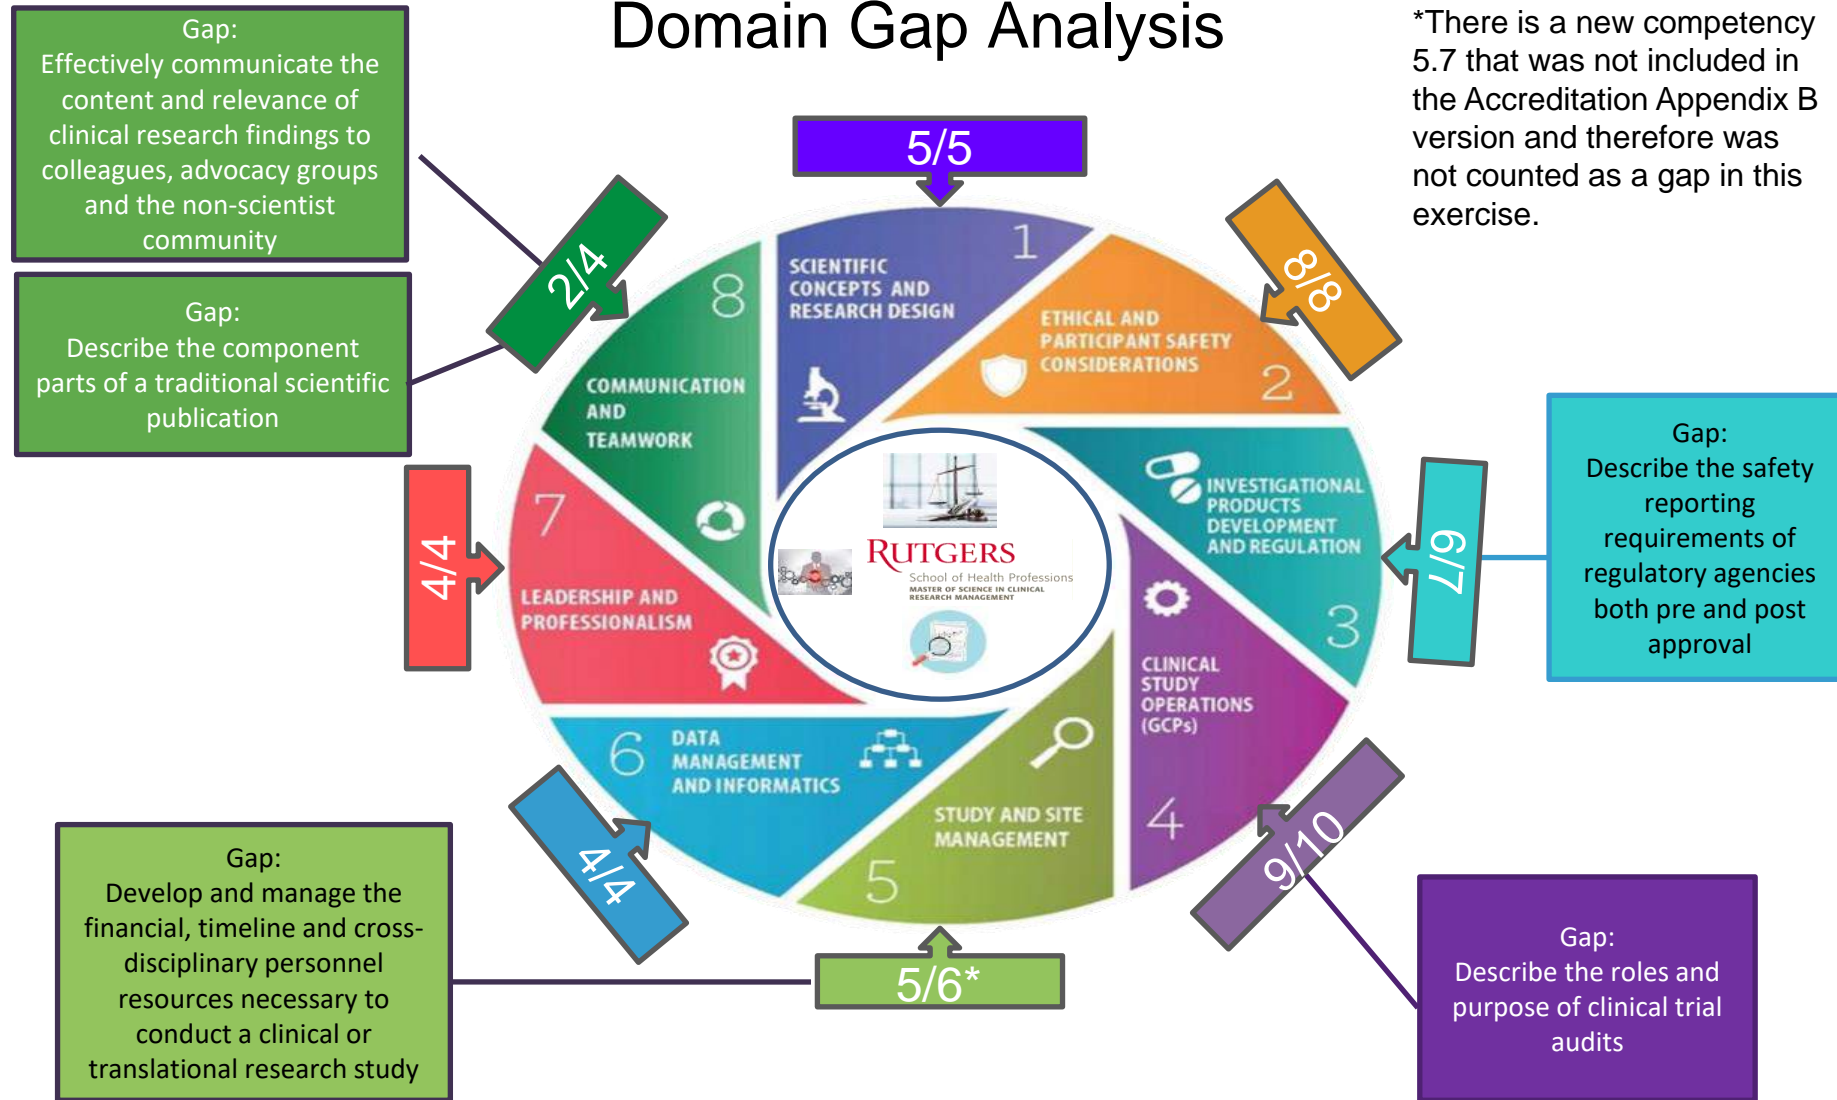 Domain Gap Analysis
*There is a new competency
5.7 that was not included in
the Accreditation Appendix B
version and therefore was
not counted as a gap in this
exercise.
Gap:
Effectively communicate the
content and relevance of
clinical research findings to
colleagues, advocacy groups
and the non-scientist
community
Gap:
Describe the component
parts of a traditional scientific
publication
2/4
5/5
8/8
1
SCIENTIFIC
CONCEPTS AND
RESEARCH DESIGN
ETHICAL AND
PARTICIPANT SAFETY
CONSIDERATIONS
2
8
COMMUNICATION
AND
TEAMWORK
INVESTIGATIONAL
PRODUCTS
DEVELOPMENT
AND REGULATION
3
6/7
Gap:
Describe the safety
reporting
requirements of
regulatory agencies
both pre and post
approval
4/4
7
LEADERSHIP AND
PROFESSIONALISM
RUTGERS
School of Health Professions
MASTER OF SCIENCE IN CLINICAL
RESEARCH MANAGEMENT
CLINICAL
STUDY
OPERATIONS
(GCPs)
4
6
DATA
MANAGEMENT
AND INFORMATICS
STUDY AND SITE
MANAGEMENT
5
4/4
9/10
5/6*
Gap:
Develop and manage the
financial, timeline and cross-
disciplinary personnel
resources necessary to
conduct a clinical or
translational research study
Gap:
Describe the roles and
purpose of clinical trial
audits